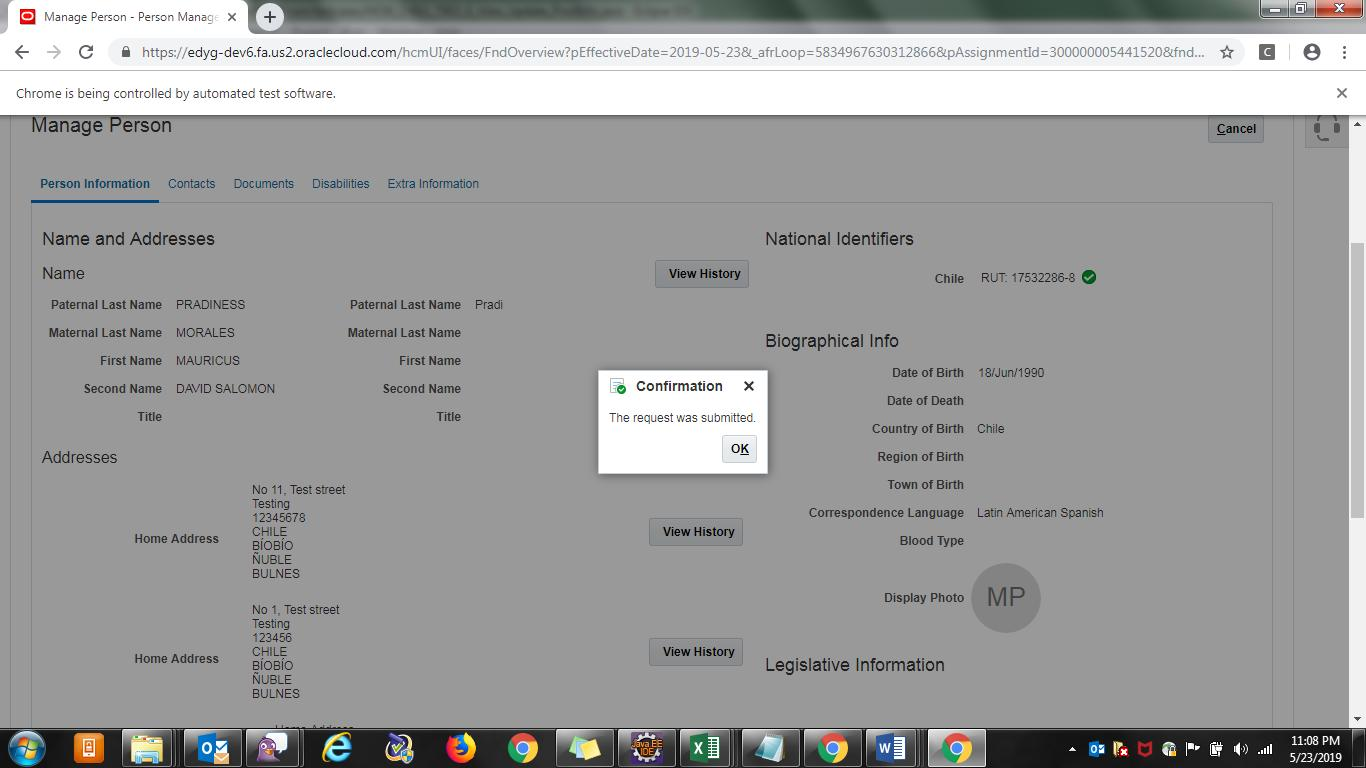 Manage Person - Person Manage
https://edyg-dev6.fa.us2.oraclecloud.com/hcmUI/faces/FndOverview?pEffectiveDate=2019-05-23&_afrLoop=5834967630312866&pAssignmentId=300000005441520&fnd...
C
Chrome is being controlled by automated test software.
Manage Person
Cancel
Person Information Contacts Documents Disabilities Extra Information
Name and Addresses
Name
View History
Paternal Last Name PRADINESS Paternal Last Name Pradi
Maternal Last Name MORALES Maternal Last Name
First Name MAURICUS First Name
Second Name DAVID SALOMON Second Name
Title Title
Addresses
Home Address
No 11, Test street
Testing
12345678
CHILE
BÍOBÍO
ÑUBLE
BULNES
View History
Home Address
No 1, Test street
Testing
123456
CHILE
BÍOBÍO
ÑUBLE
BULNES
View History
National Identifiers
Chile RUT: 17532286-8
Biographical Info
Date of Birth 18/Jun/1990
Date of Death
Country of Birth Chile
Region of Birth
Town of Birth
Correspondence Language Latin American Spanish
Blood Type
Display Photo MP
Legislative Information
Confirmation
The request was submitted.
OK
Java EE
IDE
11:08 PM
5/23/2019